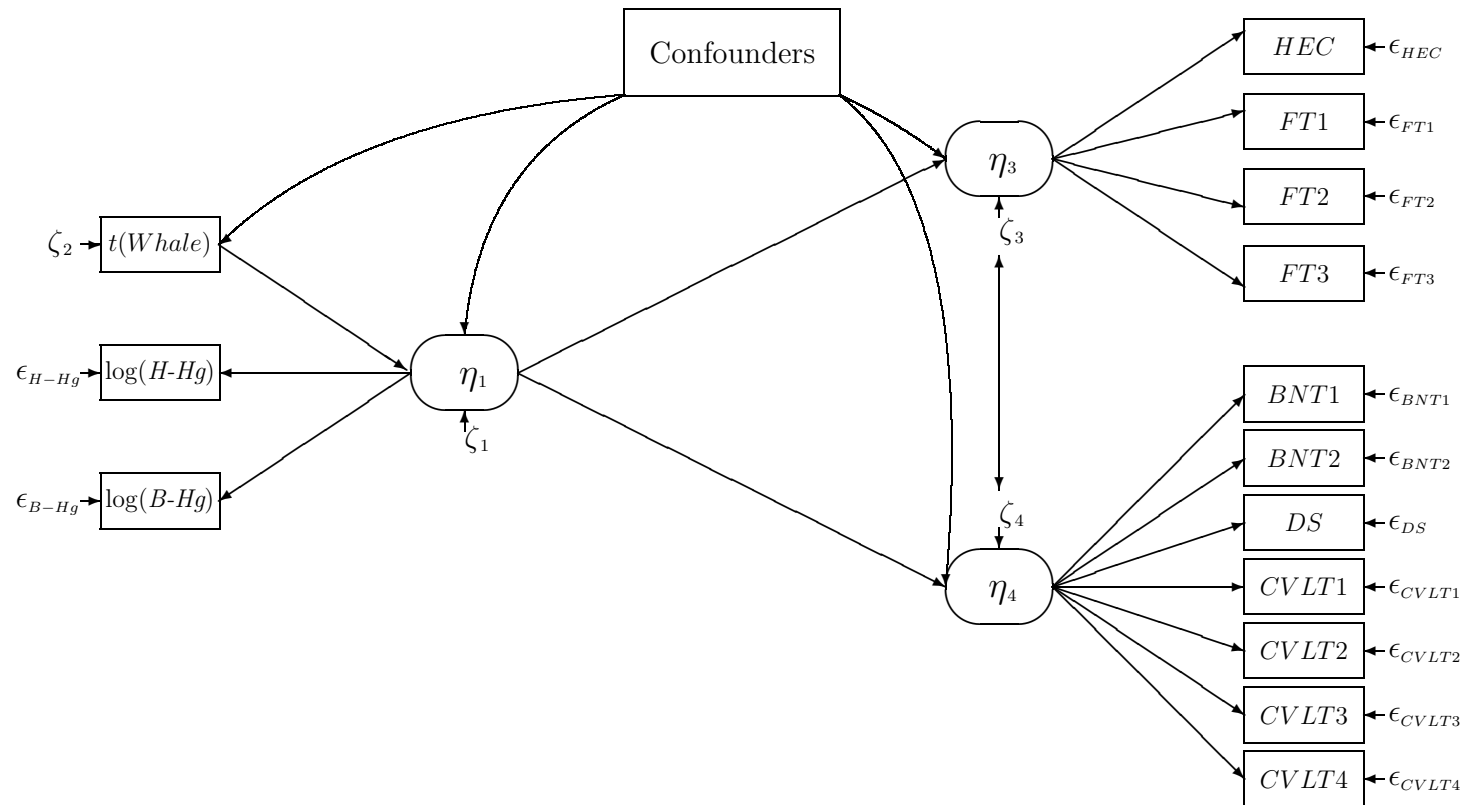 Confounders
HEC
ϵ_HEC
FT1
ϵ_FT1
η₃
FT2
ϵ_FT2
ζ₂
t(Whale)
ζ₃
FT3
ϵ_FT3
ϵ_H−Hg
log(H-Hg)
η₁
BNT1
ϵ_BNT1
ζ₁
BNT2
ϵ_BNT2
ϵ_B−Hg
log(B-Hg)
ζ₄
DS
ϵ_DS
η₄
CVLT1
ϵ_CVLT1
CVLT2
ϵ_CVLT2
CVLT3
ϵ_CVLT3
CVLT4
ϵ_CVLT4